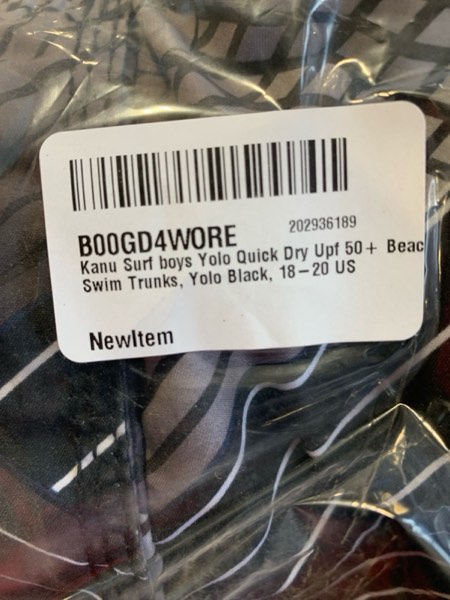 B00GD4WORE 202936189
Kanu Surf boys Yolo Quick Dry Upf 50+ Beac
Swim Trunks, Yolo Black, 18-20 US
NewItem